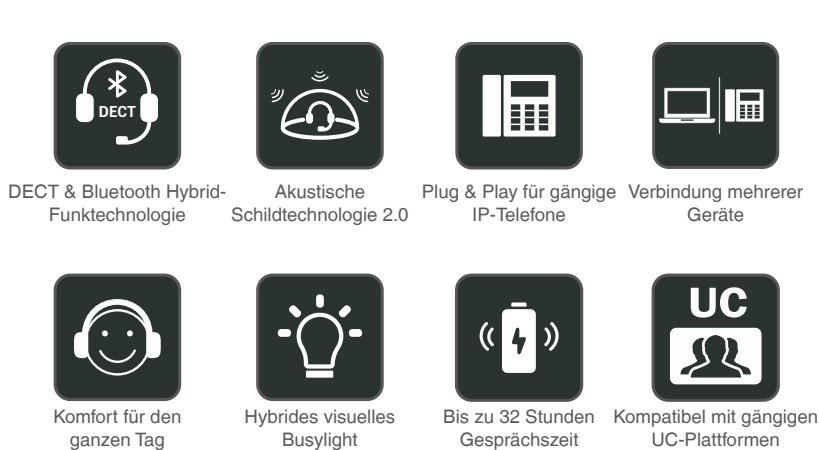 DECT
DECT & Bluetooth Hybrid-
Funktechnologie
Akustische
Schildtechnologie 2.0
Plug & Play für gängige
IP-Telefone
Verbindung mehrerer
Geräte
Komfort für den
ganzen Tag
Hybrides visuelles
Busylight
Bis zu 32 Stunden
Gesprächszeit
UC
Kompatibel mit gängigen
UC-Plattformen